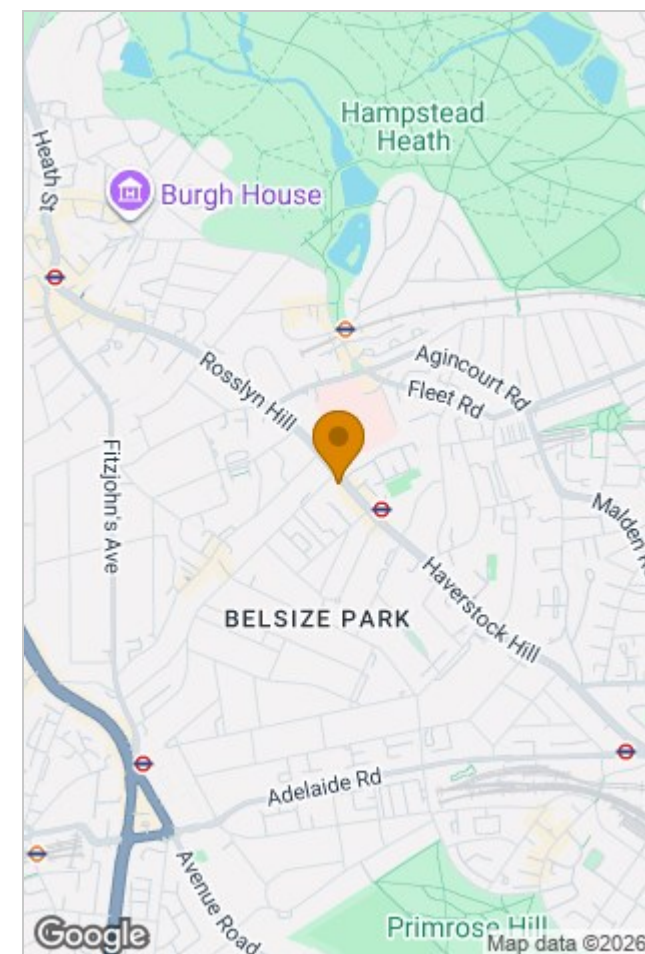 Hampstead
Heath
Heath St
Burgh House
Agincourt Rd
Rosslyn Hill
Fleet Rd
Fitzjohn's Ave
Malden
Haverstock Hill
BELSIZE PARK
Adelaide Rd
Avenue Road
Primrose Hill
Google
Map data ©2026